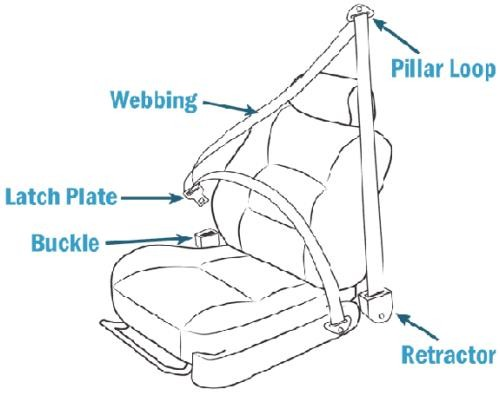 Pillar Loop
Webbing
Latch Plate
Buckle
Retractor